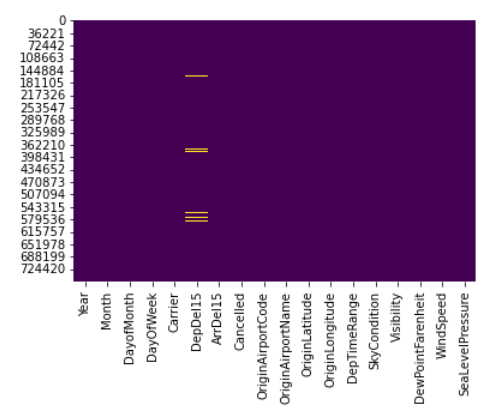 0
36221
72442
108663
144884
181105
217326
253547
289768
325989
362210
398431
434652
470873
507094
543315
579536
615757
651978
688199
724420
Year
Month
DayofMonth
DayOfWeek
Carrier
DepDel15
ArrDel15
Cancelled
OriginAirportCode
OriginAirportName
OriginLatitude
OriginLongitude
DepTimeRange
SkyCondition
Visibility
DewPointFarenheit
WindSpeed
SeaLevelPressure